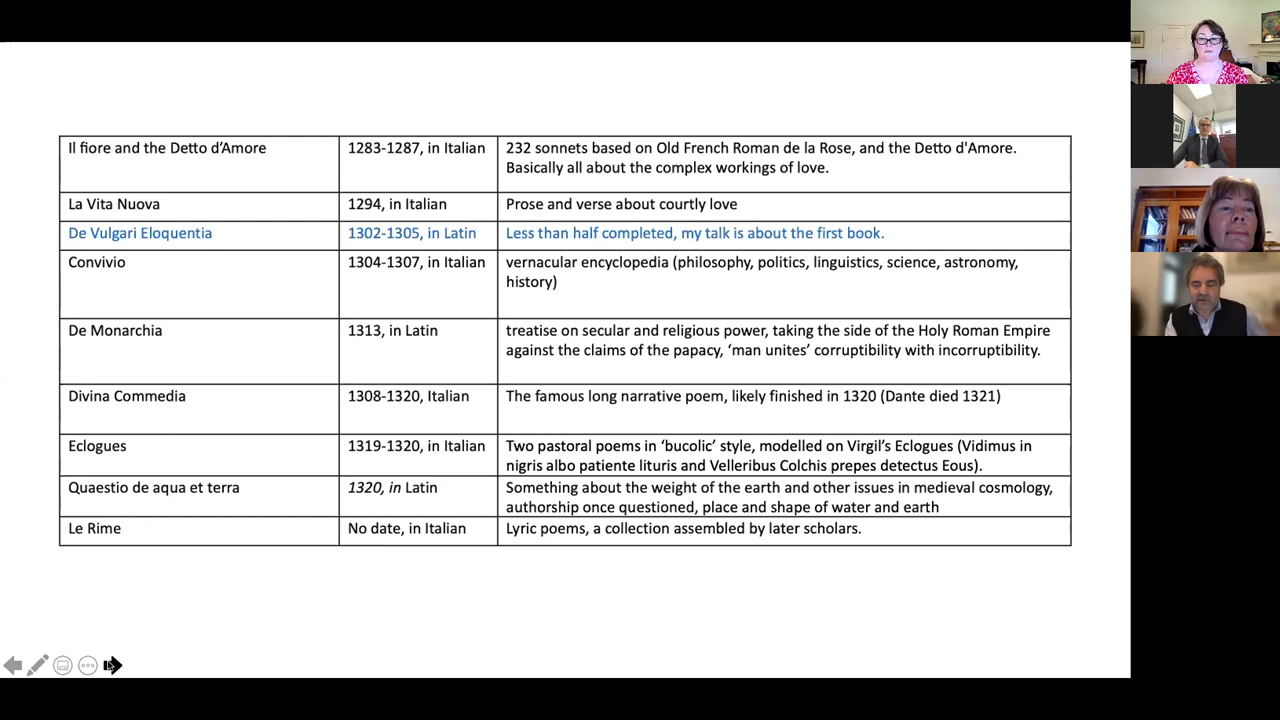 Il fiore and the Detto d’Amore
1283-1287, in Italian
232 sonnets based on Old French Roman de la Rose, and the Detto d'Amore.
Basically all about the complex workings of love.
La Vita Nuova
1294, in Italian
Prose and verse about courtly love
De Vulgari Eloquentia
1302-1305, in Latin
Less than half completed, my talk is about the first book.
Convivio
1304-1307, in Italian
vernacular encyclopedia (philosophy, politics, linguistics, science, astronomy,
history)
De Monarchia
1313, in Latin
treatise on secular and religious power, taking the side of the Holy Roman Empire
against the claims of the papacy, ‘man unites’ corruptibility with incorruptibility.
Divina Commedia
1308-1320, Italian
The famous long narrative poem, likely finished in 1320 (Dante died 1321)
Eclogues
1319-1320, in Italian
Two pastoral poems in ‘bucolic’ style, modelled on Virgil’s Eclogues (Vidimus in
nigris albo patiente lituris and Velleribus Colchis prepes detectus Eous).
Quaestio de aqua et terra
1320, in Latin
Something about the weight of the earth and other issues in medieval cosmology,
authorship once questioned, place and shape of water and earth
Le Rime
No date, in Italian
Lyric poems, a collection assembled by later scholars.